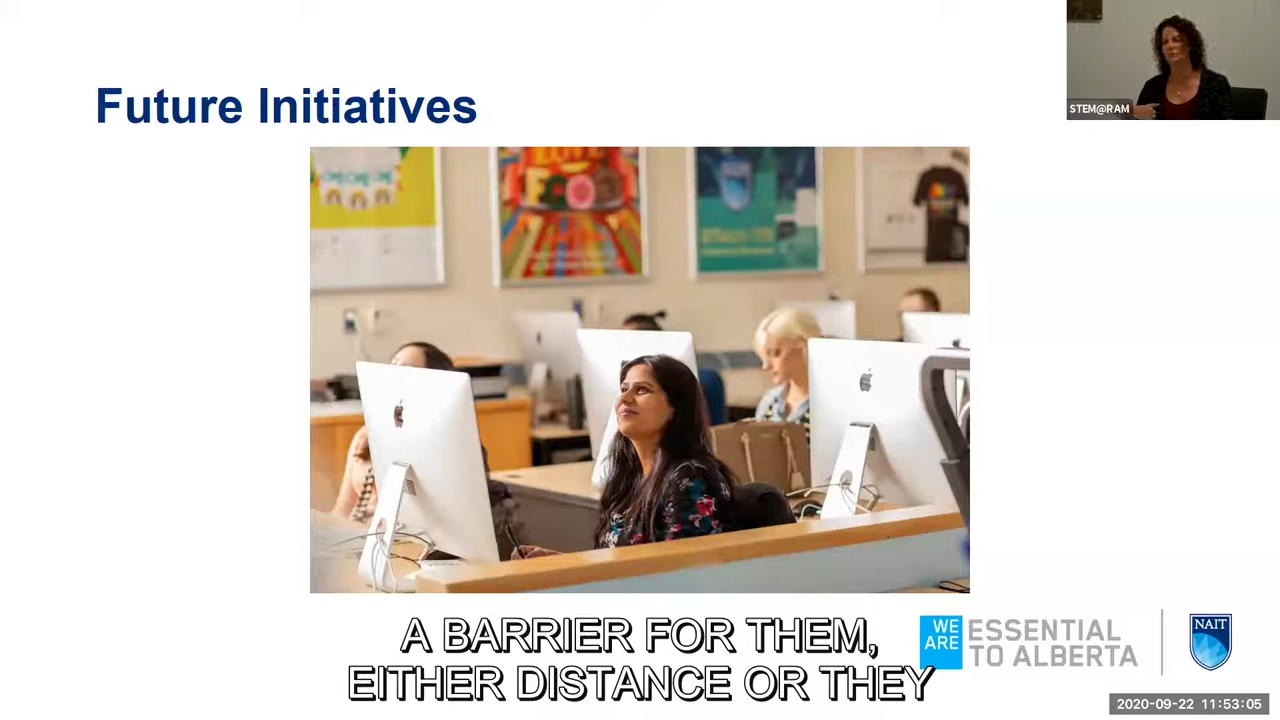 Future Initiatives
STEM@RAM
LOVE
A BARRIER FOR THEM,
EITHER DISTANCE OR THEY
WE ARE
ESSENTIAL
TO ALBERTA
NAIT
2020-09-22 11:53:05